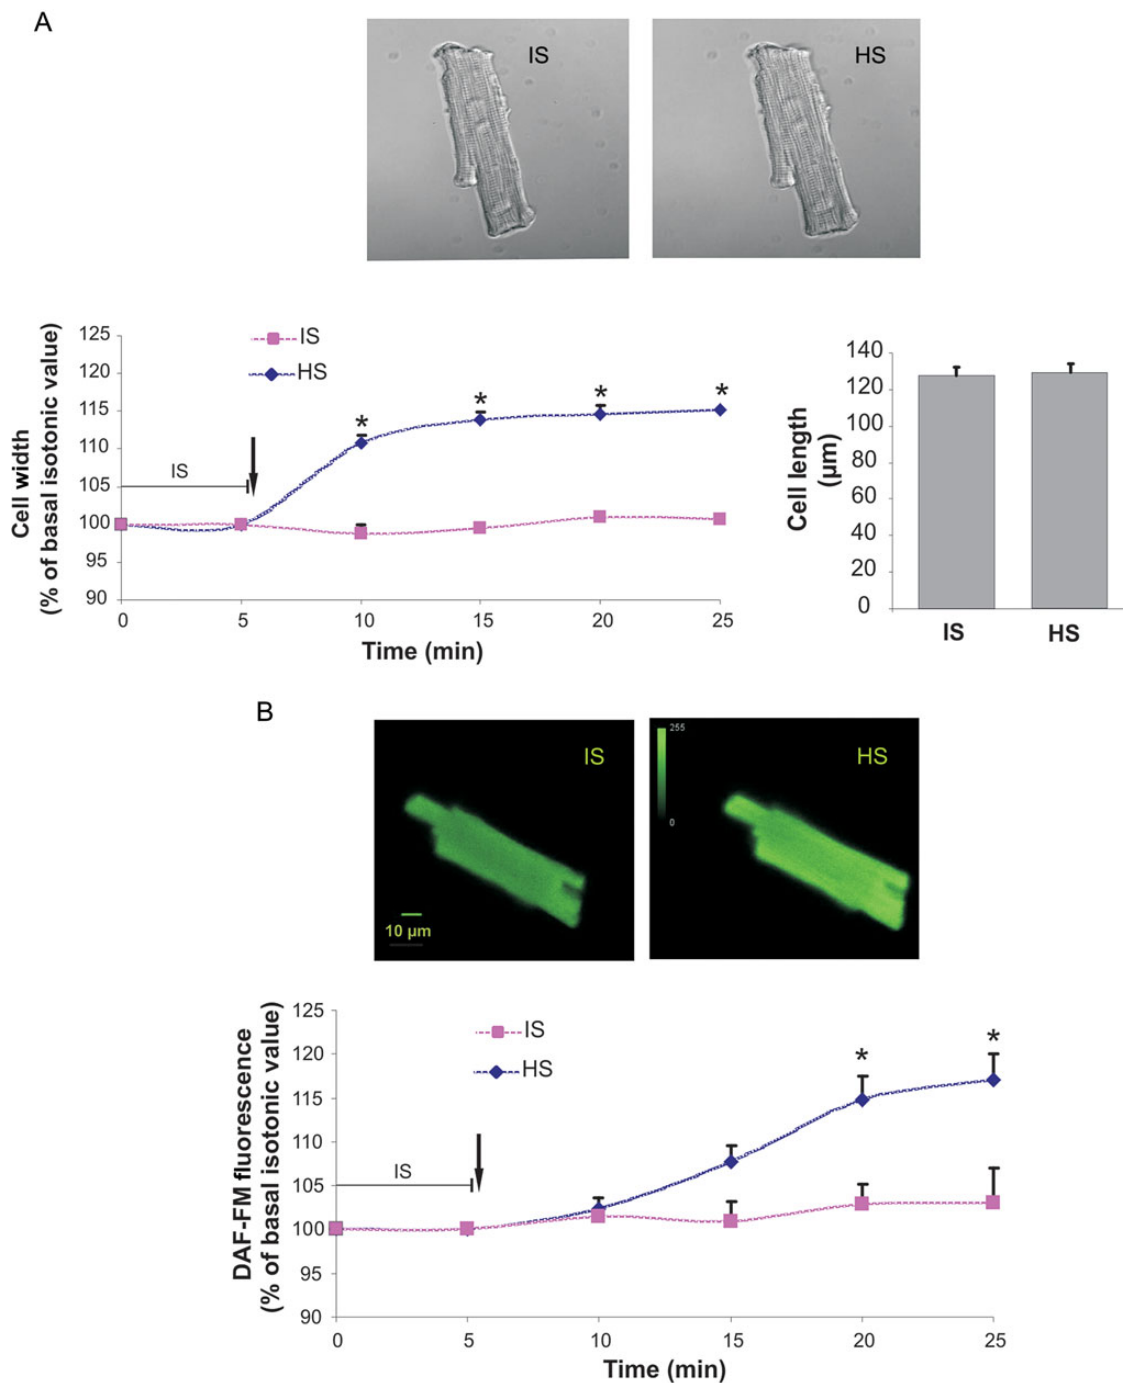 A
IS
HS
Cell width
(% of basal isotonic value)
125
120
115
110
105
100
95
90
IS
HS
*
*
*
*
IS
0
5
10
15
20
25
Time (min)
Cell length
(µm)
140
120
100
80
60
40
20
0
IS
HS
B
IS
10 µm
255
0
HS
DAF-FM fluorescence
(% of basal isotonic value)
125
120
115
110
105
100
95
90
IS
HS
*
*
IS
0
5
10
15
20
25
Time (min)